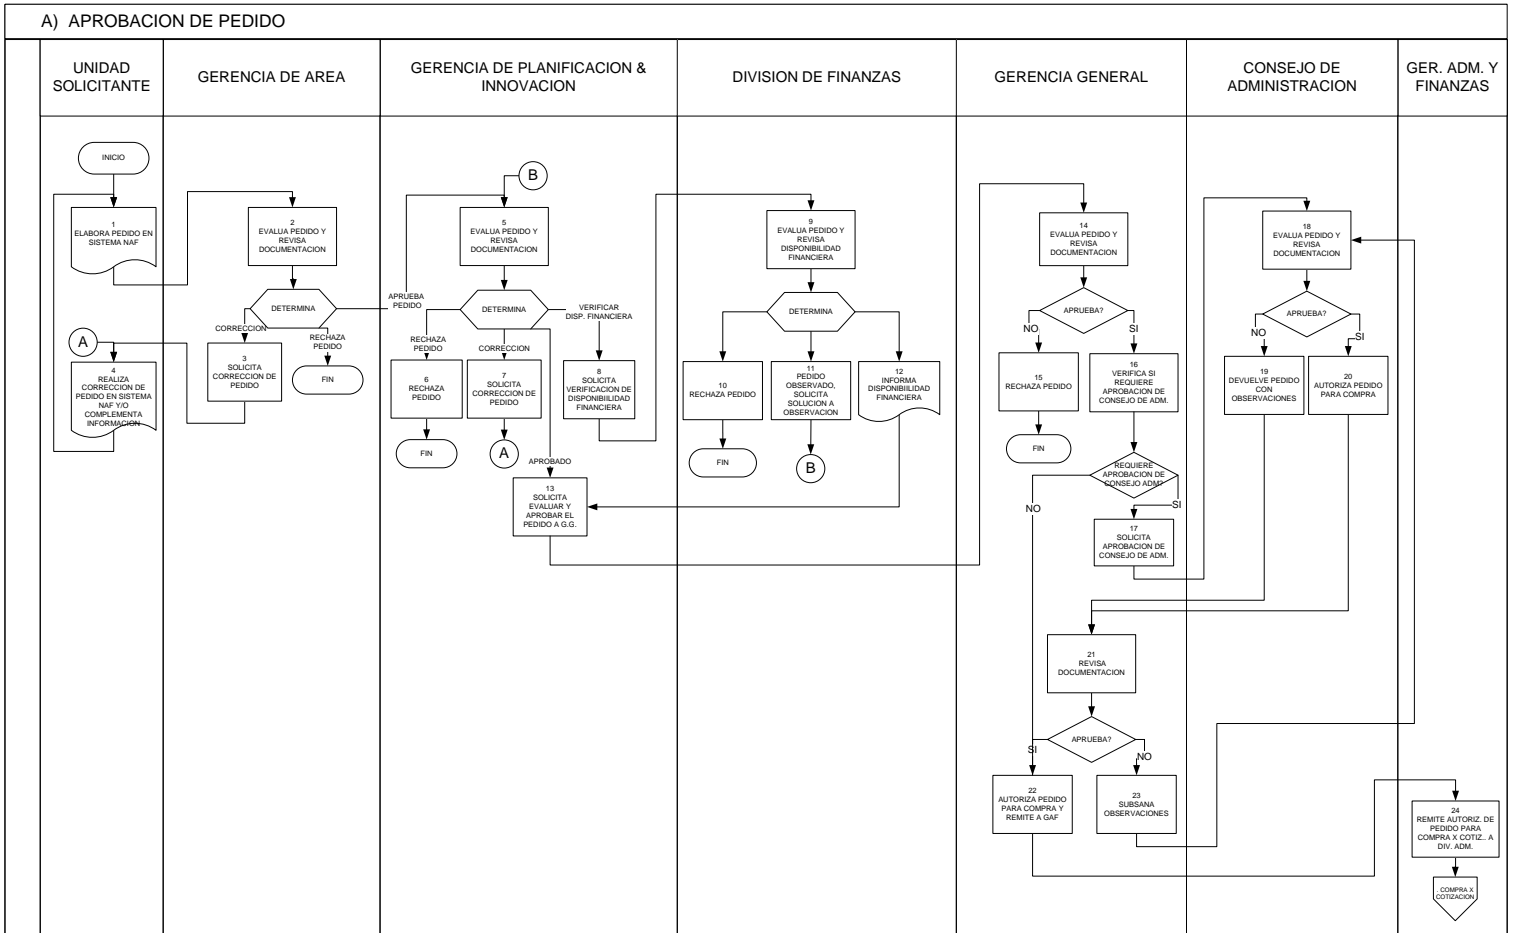 A) APROBACION DE PEDIDO
UNIDAD
SOLICITANTE
GERENCIA DE AREA
GERENCIA DE PLANIFICACION &
INNOVACION
DIVISION DE FINANZAS
GERENCIA GENERAL
CONSEJO DE
ADMINISTRACION
GER. ADM. Y
FINANZAS
INICIO
1
ELABORA PEDIDO EN
SISTEMA NAF
A
4
REALIZA
CORRECCION DE
PEDIDO EN SISTEMA
NAF Y/O
COMPLEMENTA
INFORMACION
2
EVALUA PEDIDO Y
REVISA
DOCUMENTACION
DETERMINA
CORRECCION
RECHAZA
PEDIDO
3
SOLICITA
CORRECCION DE
PEDIDO
FIN
APRUEBA
PEDIDO
B
5
EVALUA PEDIDO Y
REVISA
DOCUMENTACION
DETERMINA
VERIFICAR
DISP. FINANCIERA
RECHAZA
PEDIDO
CORRECCION
6
RECHAZA
PEDIDO
7
SOLICITA
CORRECCION DE
PEDIDO
8
SOLICITA
VERIFICACION DE
DISPONIBIILIDAD
FINANCIERA
FIN
A
APROBADO
13
SOLICITA
EVALUAR Y
APROBAR EL
PEDIDO A G.G.
9
EVALUA PEDIDO Y
REVISA
DISPONIBILIDAD
FINANCIERA
DETERMINA
10
RECHAZA PEDIDO
11
PEDIDO
OBSERVADO,
SOLICITA
SOLUCION A
OBSERVACION
12
INFORMA
DISPONIBIILIDAD
FINANCIERA
FIN
B
14
EVALUA PEDIDO Y
REVISA
DOCUMENTACION
APRUEBA?
NO
SI
15
RECHAZA PEDIDO
16
VERIFICA SI
REQUIERE
APROBACION DE
CONSEJO DE ADM.
FIN
REQUIERE
APROBACION DE
CONSEJO ADM?
NO
SI
17
SOLICITA
APROBACION DE
CONSEJO DE ADM.
21
REVISA
DOCUMENTACION
APRUEBA?
SI
NO
22
AUTORIZA PEDIDO
PARA COMPRA Y
REMITE A GAF
23
SUBSANA
OBSERVACIONES
18
EVALUA PEDIDO Y
REVISA
DOCUMENTACION
APRUEBA?
NO
SI
19
DEVUELVE PEDIDO
CON
OBSERVACIONES
20
AUTORIZA PEDIDO
PARA COMPRA
24
REMITE AUTORIZ. DE
PEDIDO PARA
COMPRA X COTIZ.. A
DIV. ADM.
. COMPRA X
COTIZACION